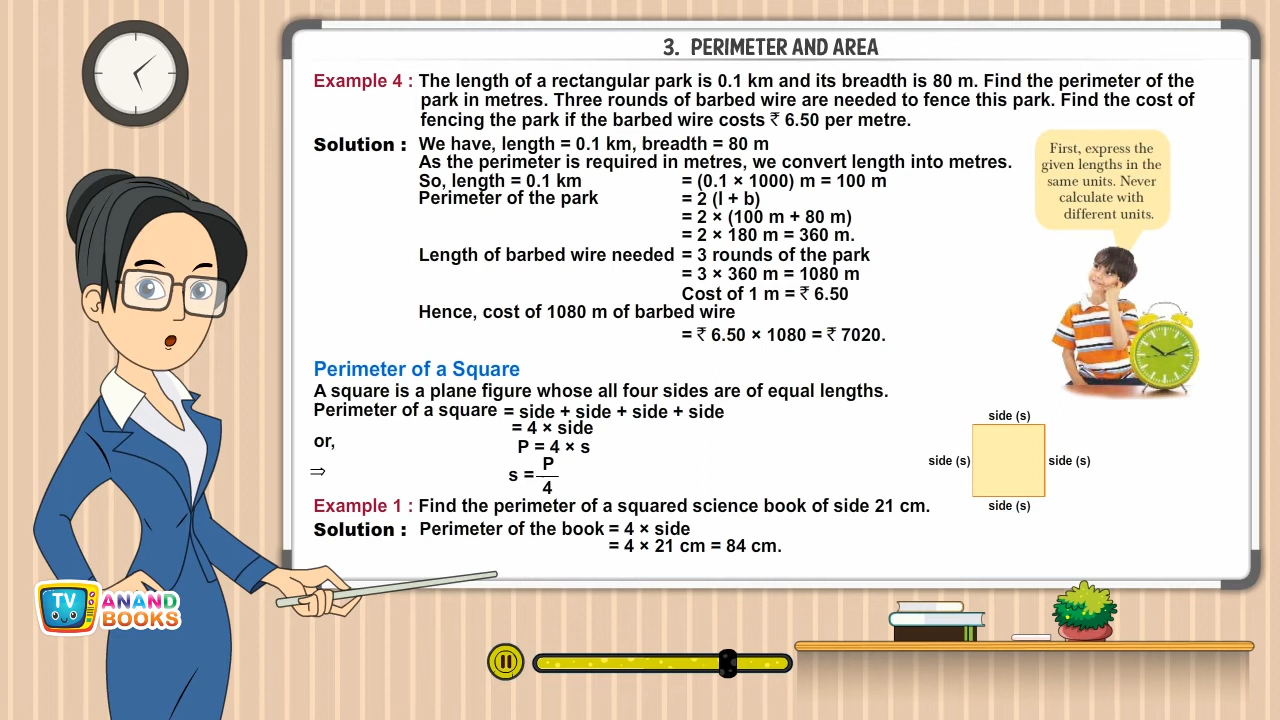 3. PERIMETER AND AREA
Example 4 : The length of a rectangular park is 0.1 km and its breadth is 80 m. Find the perimeter of the
park in metres. Three rounds of barbed wire are needed to fence this park. Find the cost of
fencing the park if the barbed wire costs ₹ 6.50 per metre.
Solution : We have, length = 0.1 km, breadth = 80 m
As the perimeter is required in metres, we convert length into metres.
So, length = 0.1 km = (0.1 × 1000) m = 100 m
Perimeter of the park = 2 (l + b)
= 2 × (100 m + 80 m)
= 2 × 180 m = 360 m.
Length of barbed wire needed = 3 rounds of the park
= 3 × 360 m = 1080 m
Cost of 1 m = ₹ 6.50
Hence, cost of 1080 m of barbed wire
= ₹ 6.50 × 1080 = ₹ 7020.
First, express the
given lengths in the
same units. Never
calculate with
different units.
Perimeter of a Square
A square is a plane figure whose all four sides are of equal lengths.
Perimeter of a square = side + side + side + side
= 4 × side
or, P = 4 × s
⇒ s = P/4
side (s)
side (s) side (s)
side (s)
Example 1 : Find the perimeter of a squared science book of side 21 cm.
Solution : Perimeter of the book = 4 × side
= 4 × 21 cm = 84 cm.
TV ANAND
BOOKS